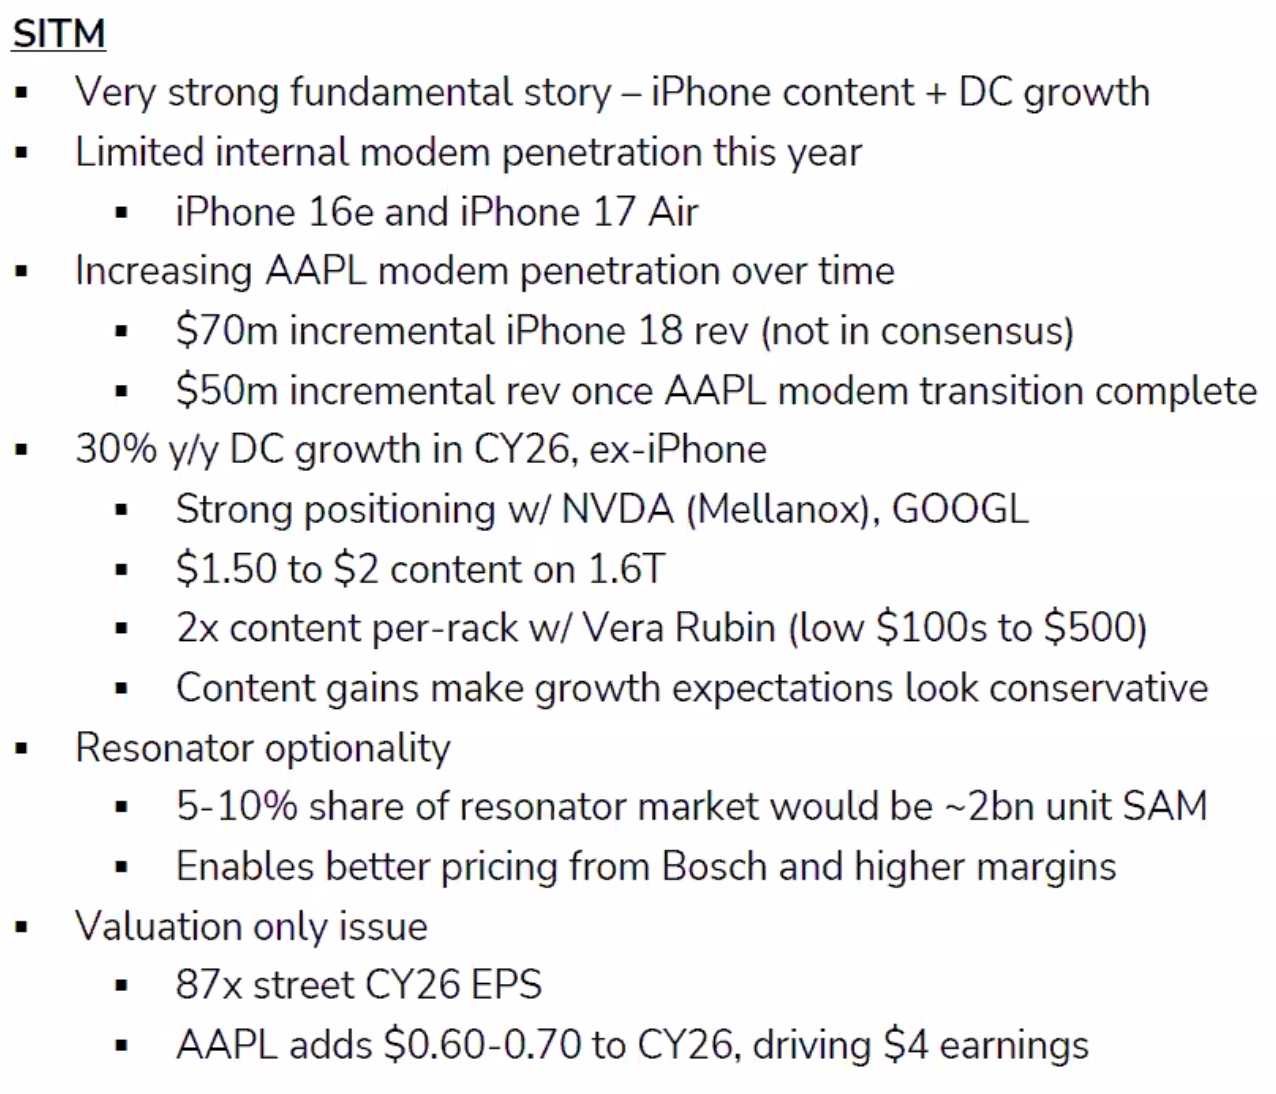 SITM
▪ Very strong fundamental story – iPhone content + DC growth
▪ Limited internal modem penetration this year
▪ iPhone 16e and iPhone 17 Air
▪ Increasing AAPL modem penetration over time
▪ $70m incremental iPhone 18 rev (not in consensus)
▪ $50m incremental rev once AAPL modem transition complete
▪ 30% y/y DC growth in CY26, ex-iPhone
▪ Strong positioning w/ NVDA (Mellanox), GOOGL
▪ $1.50 to $2 content on 1.6T
▪ 2x content per-rack w/ Vera Rubin (low $100s to $500)
▪ Content gains make growth expectations look conservative
▪ Resonator optionality
▪ 5-10% share of resonator market would be ~2bn unit SAM
▪ Enables better pricing from Bosch and higher margins
▪ Valuation only issue
▪ 87x street CY26 EPS
▪ AAPL adds $0.60-0.70 to CY26, driving $4 earnings